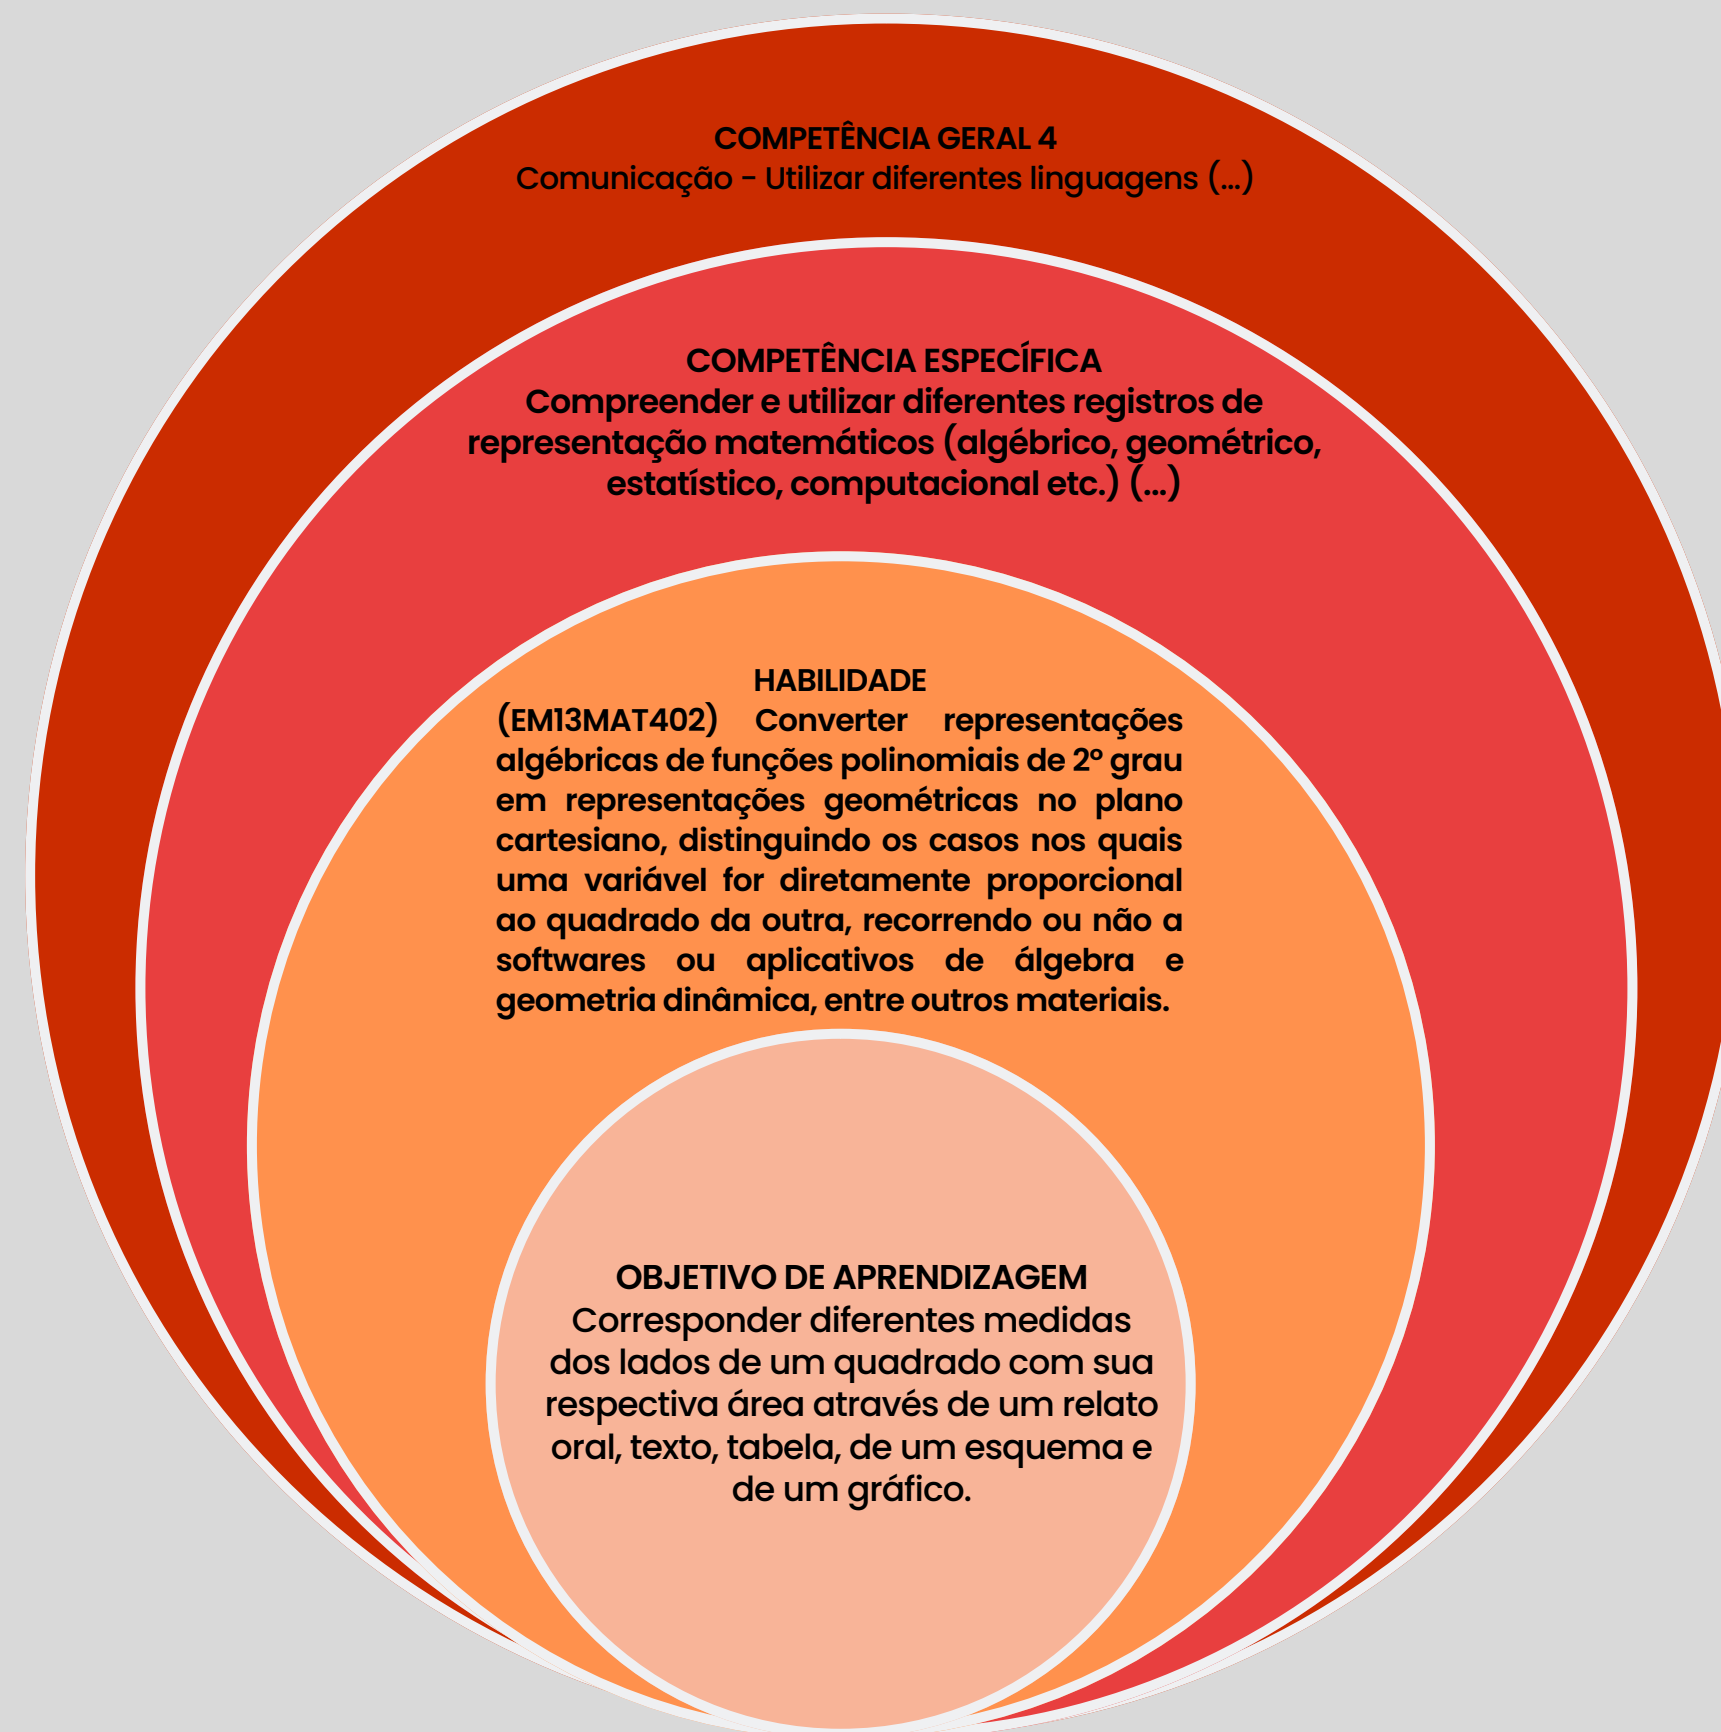 COMPETÊNCIA GERAL 4
Comunicação - Utilizar diferentes linguagens (...)
COMPETÊNCIA ESPECÍFICA
Compreender e utilizar diferentes registros de
representação matemáticos (algébrico, geométrico,
estatístico, computacional etc.) (...)
HABILIDADE
(EM13MAT402) Converter representações
algébricas de funções polinomiais de 2º grau
em representações geométricas no plano
cartesiano, distinguindo os casos nos quais
uma variável for diretamente proporcional
ao quadrado da outra, recorrendo ou não a
softwares ou aplicativos de álgebra e
geometria dinâmica, entre outros materiais.
OBJETIVO DE APRENDIZAGEM
Corresponder diferentes medidas
dos lados de um quadrado com sua
respectiva área através de um relato
oral, texto, tabela, de um esquema e
de um gráfico.